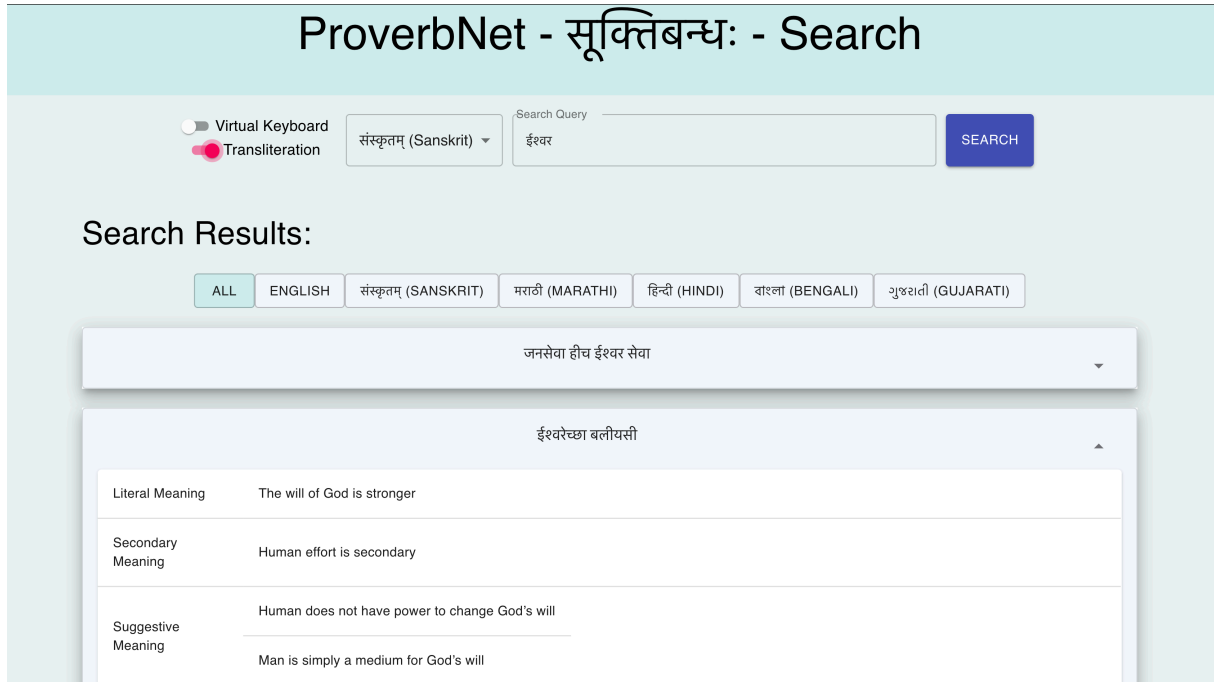 ProverbNet - सूक्तिबन्धः - Search
Virtual Keyboard
Transliteration
संस्कृतम् (Sanskrit)
Search Query
ईश्वर
SEARCH
Search Results:
ALL ENGLISH संस्कृतम् (SANSKRIT) मराठी (MARATHI) हिन्दी (HINDI) বাংলা (BENGALI) ગુજરાતી (GUJARATI)
जनसेवा हीच ईश्वर सेवा
ईश्वरेच्छा बलीयसी
Literal Meaning The will of God is stronger
Secondary
Meaning
Human effort is secondary
Suggestive
Meaning
Human does not have power to change God's will
Man is simply a medium for God's will